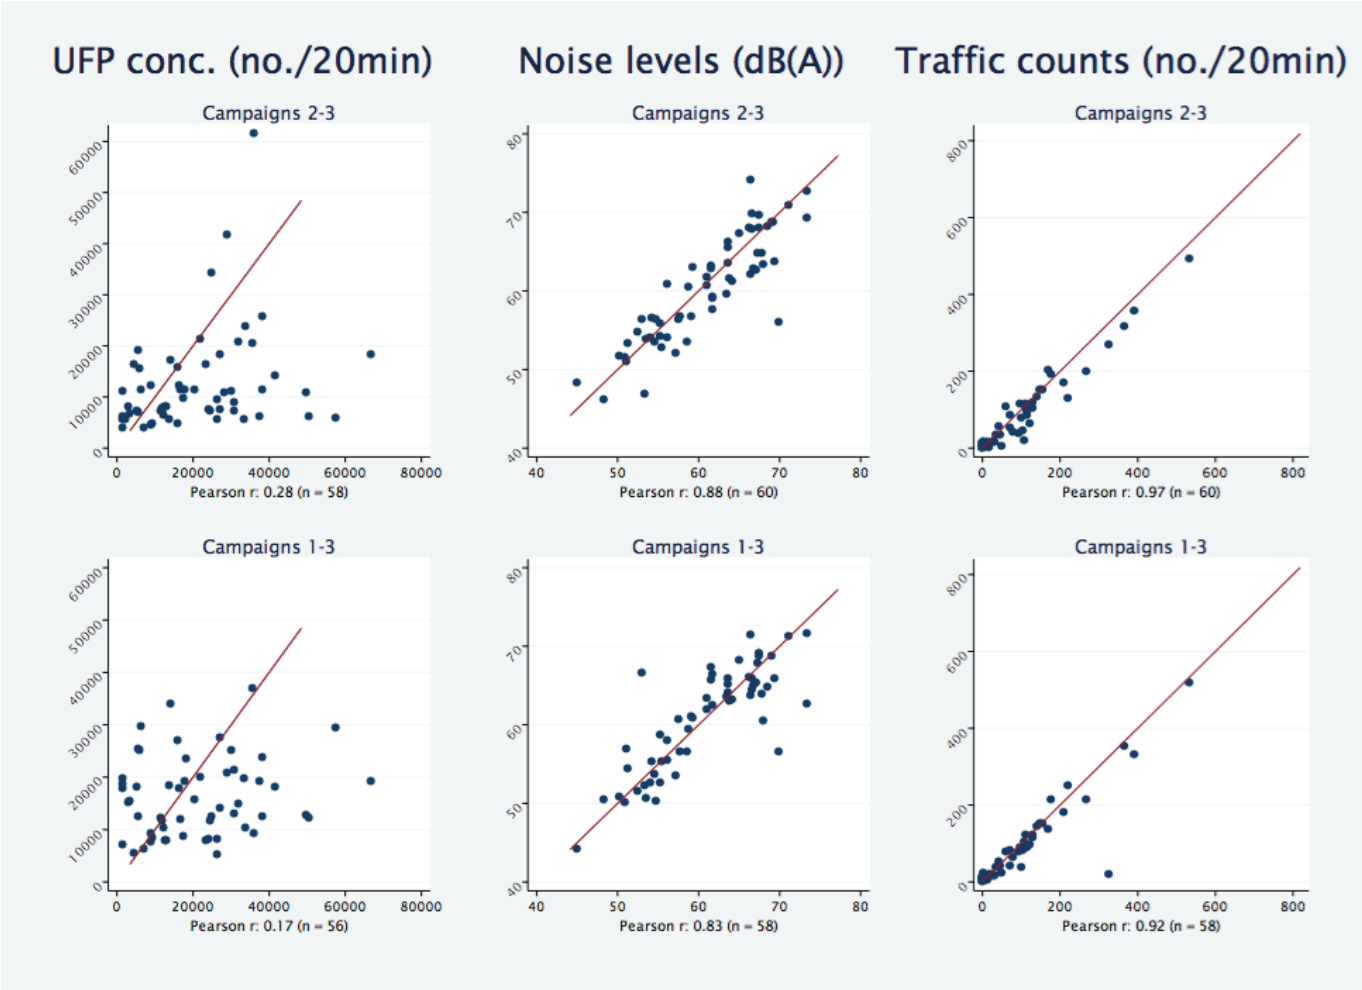 UFP conc. (no./20min) Noise levels (dB(A)) Traffic counts (no./20min)
Campaigns 2-3 Campaigns 2-3 Campaigns 2-3
60000
50000
40000
30000
20000
10000
0
0 20000 40000 60000 80000
Pearson r: 0.28 (n = 58)
80
70
60
50
40
40 50 60 70 80
Pearson r: 0.88 (n = 60)
800
600
400
200
0
0 200 400 600 800
Pearson r: 0.97 (n = 60)
Campaigns 1-3 Campaigns 1-3 Campaigns 1-3
60000
50000
40000
30000
20000
10000
0
0 20000 40000 60000 80000
Pearson r: 0.17 (n = 56)
80
70
60
50
40
40 50 60 70 80
Pearson r: 0.83 (n = 58)
800
600
400
200
0
0 200 400 600 800
Pearson r: 0.92 (n = 58)